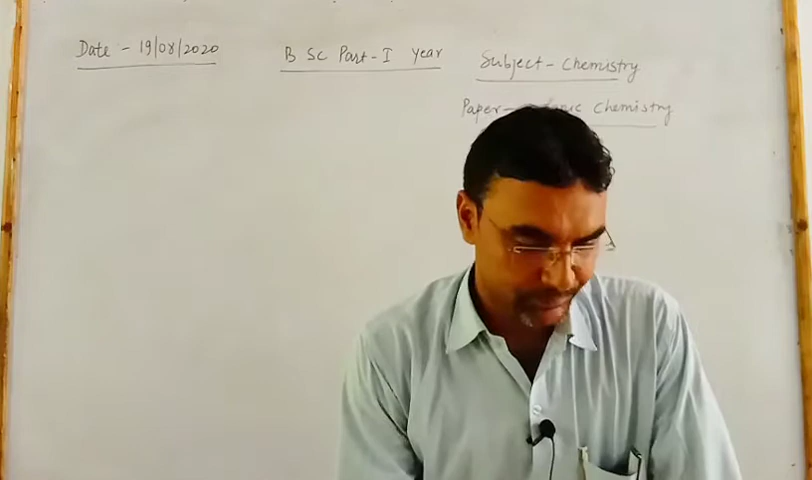 Date :- 19/08/2020
B Sc Part-I Year
Subject - Chemistry
Paper- Chemistry